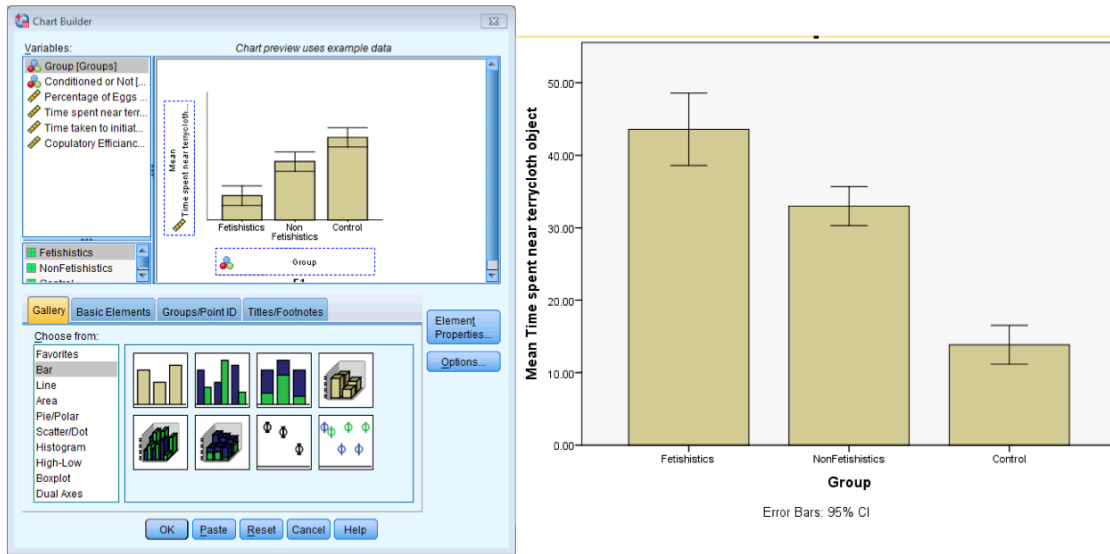 Chart Builder
Variables:
Chart preview uses example data
Group [Groups]
Conditioned or Not [...
Percentage of Eggs ...
Time spent near terr...
Time taken to initiat...
Copulatory Efficianc...
Fetishistics
NonFetishistics
Mean
Time spent near terrycloth...
Fetishistics
Non
Fetishistics
Control
Group
Gallery
Basic Elements
Groups/Point ID
Titles/Footnotes
Choose from:
Favorites
Bar
Line
Area
Pie/Polar
Scatter/Dot
Histogram
High-Low
Boxplot
Dual Axes
Element
Properties...
Options...
OK
Paste
Reset
Cancel
Help
Mean Time spent near terrycloth object
50.00
40.00
30.00
20.00
10.00
0.00
Fetishistics
NonFetishistics
Control
Group
Error Bars: 95% CI